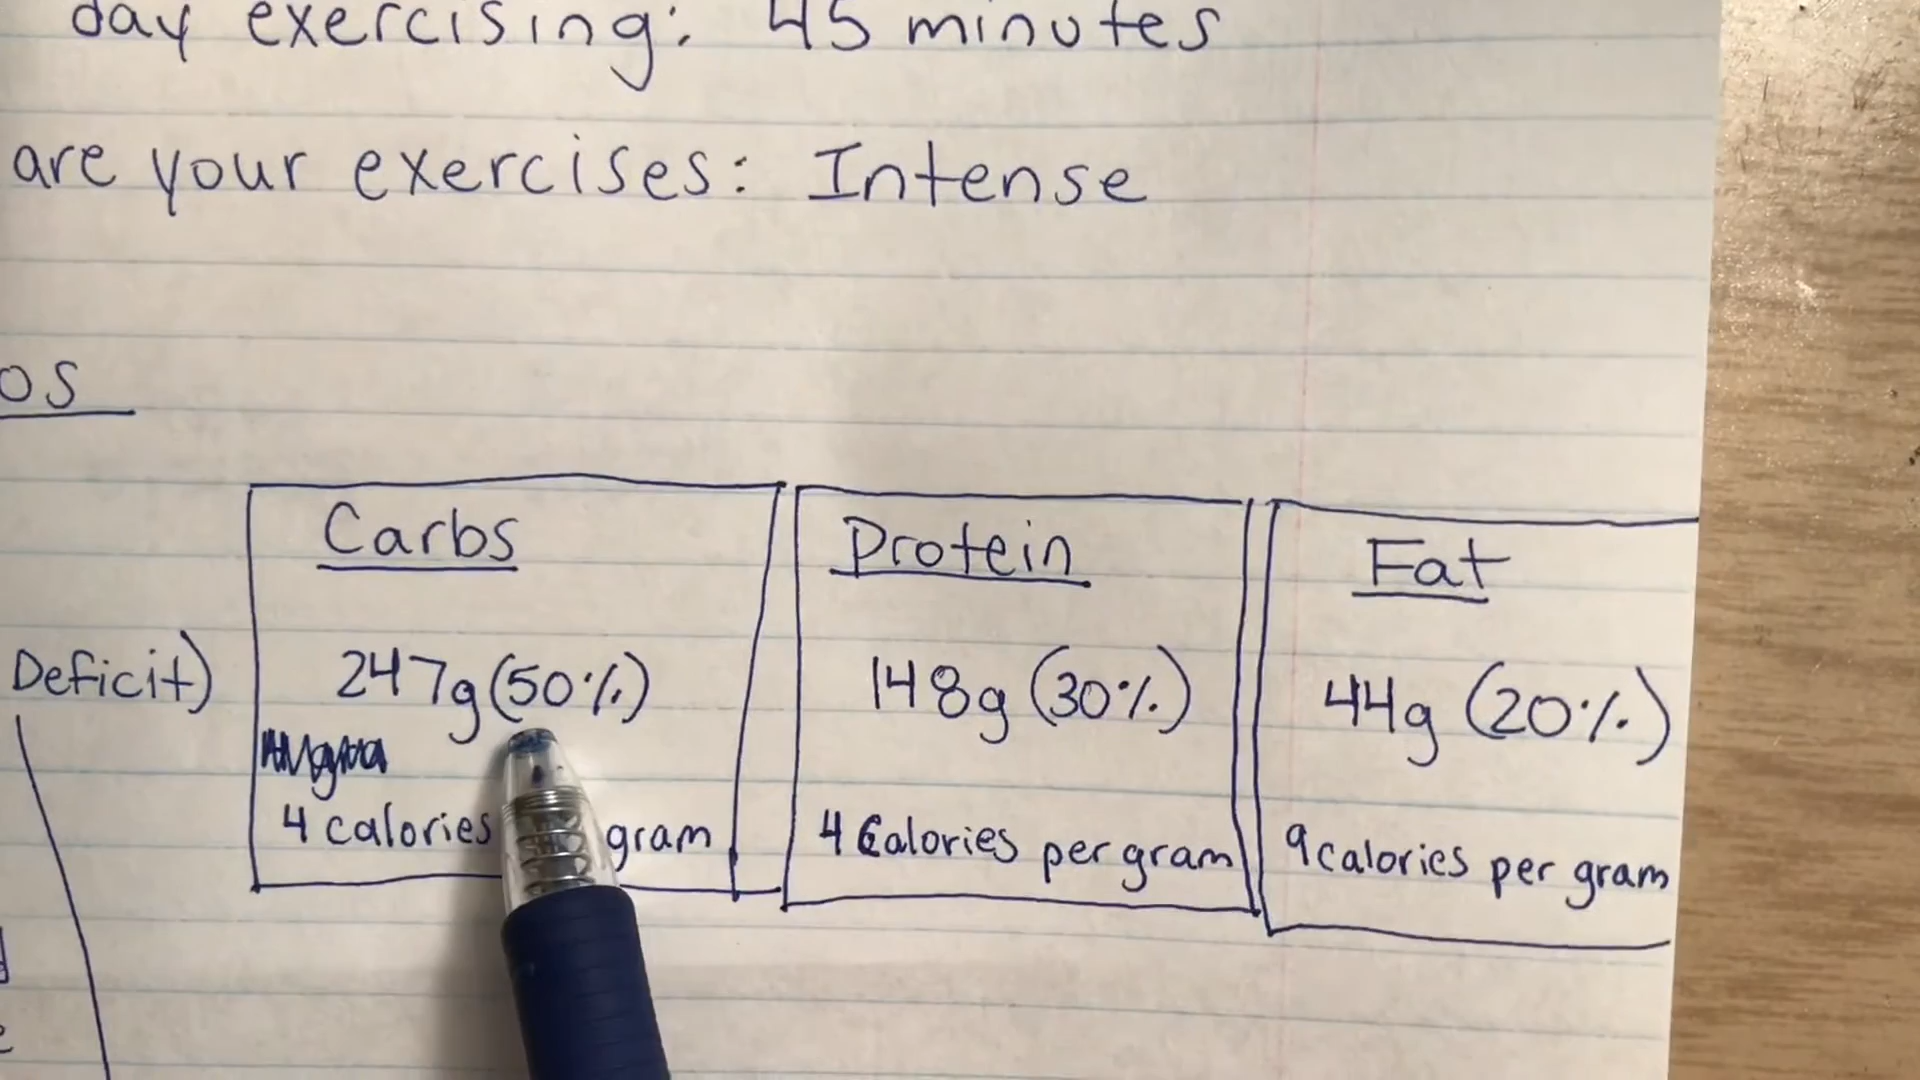 day exercising: 45 minutes
are your exercises: Intense
os
Deficit)
Carbs
247g (50%)
4 calories gram
Protein
148g (30%)
4 Calories per gram
Fat
44g (20%)
9 calories per gram